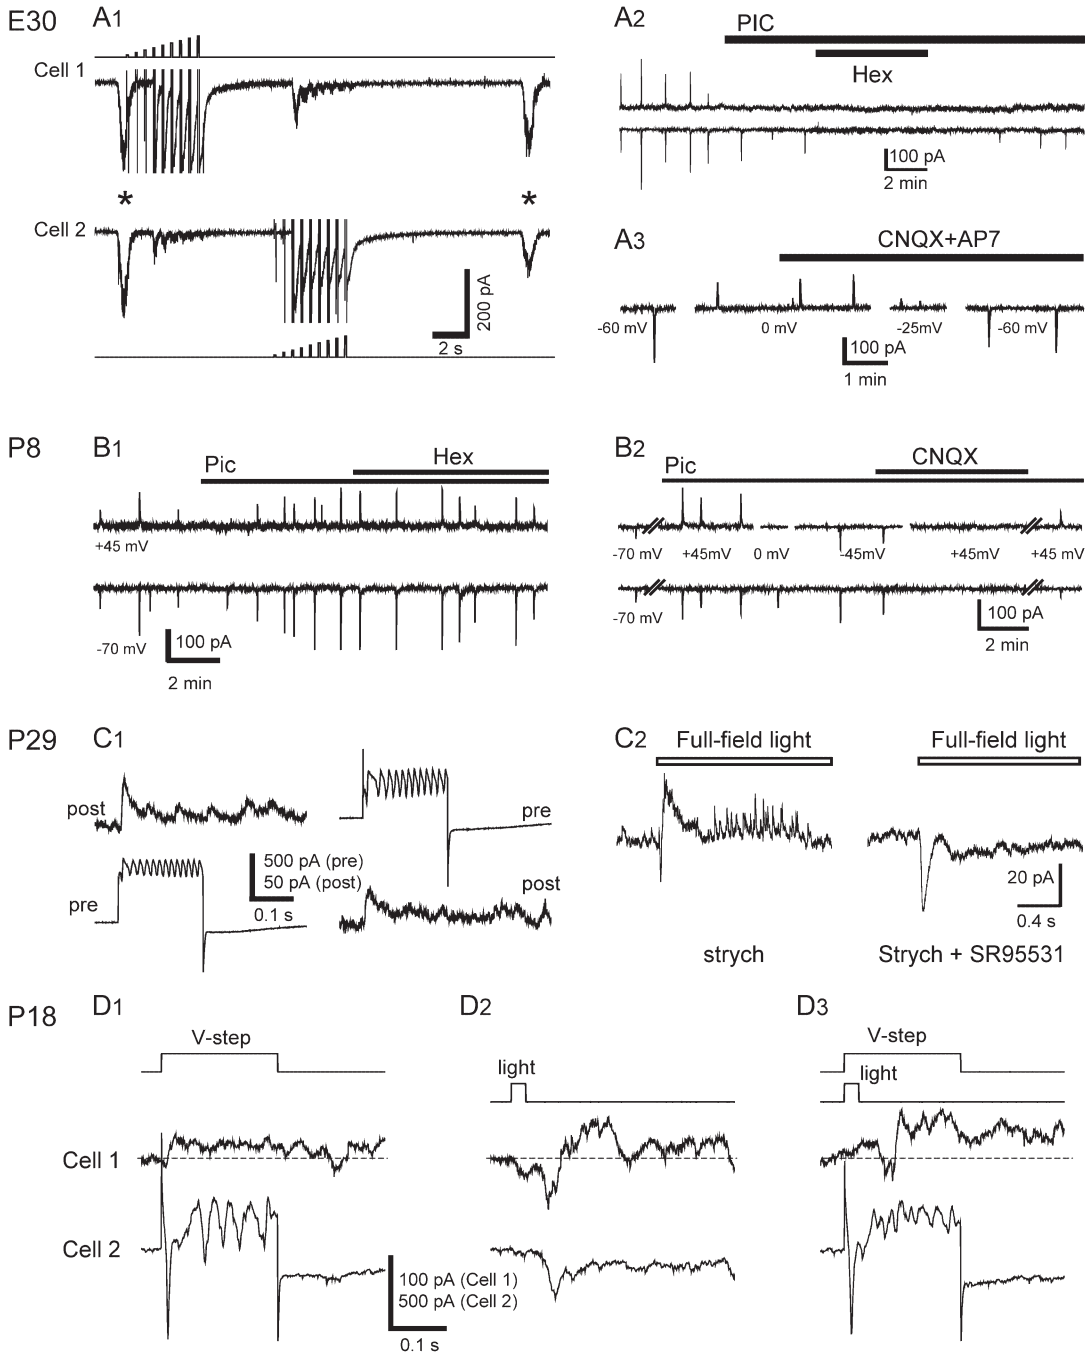 E30
A1
Cell 1
*
*
Cell 2
200 pA
2 s
A2
PIC
Hex
100 pA
2 min
A3
CNQX+AP7
-60 mV
0 mV
-25mV
-60 mV
100 pA
1 min
P8
B1
Pic
Hex
+45 mV
-70 mV
100 pA
2 min
B2
Pic
CNQX
-70 mV
+45mV
0 mV
-45mV
+45mV
+45 mV
-70 mV
100 pA
2 min
P29
C1
post
pre
pre
post
500 pA (pre)
50 pA (post)
0.1 s
C2
Full-field light
Full-field light
20 pA
0.4 s
strych
Strych + SR95531
P18
D1
V-step
Cell 1
Cell 2
100 pA (Cell 1)
500 pA (Cell 2)
0.1 s
D2
light
D3
V-step
light